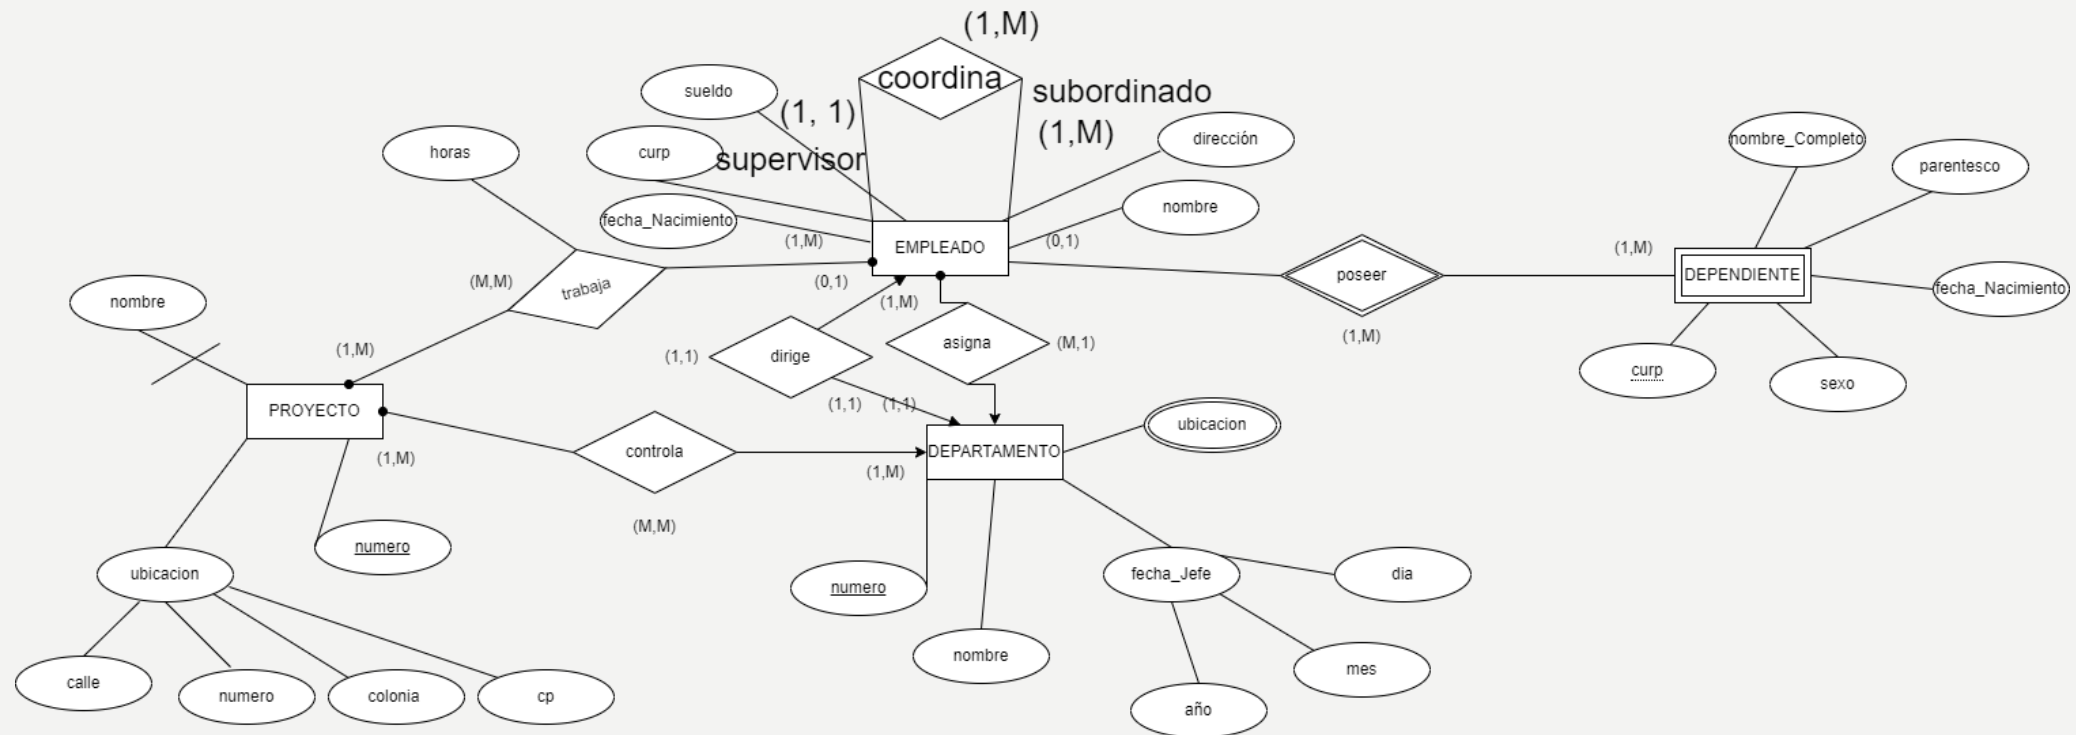 (1,M)
coordina
sueldo
(1, 1)
subordinado
(1,M)
horas
curp
supervisor
dirección
nombre_Completo
parentesco
fecha_Nacimiento
nombre
(1,M)
EMPLEADO
(0,1)
(1,M)
(M,M)
trabaja
(0,1)
poseer
DEPENDIENTE
fecha_Nacimiento
nombre
(1,M)
(1,M)
(1,M)
(1,1)
dirige
asigna
(M,1)
curp
sexo
PROYECTO
(1,1)
(1,1)
ubicacion
(1,M)
controla
(1,M)
DEPARTAMENTO
(M,M)
numero
ubicacion
numero
fecha_Jefe
dia
calle
numero
colonia
cp
nombre
mes
año